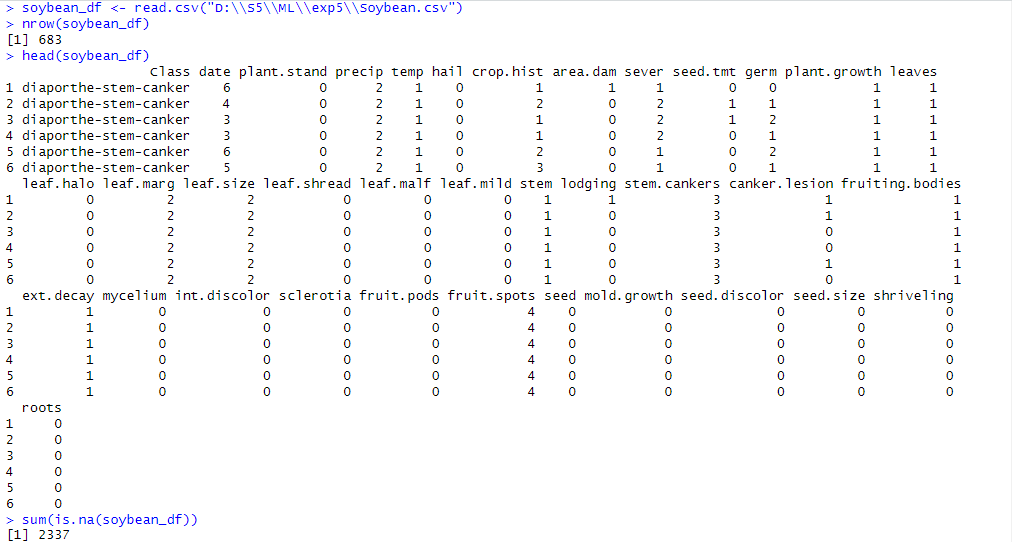 > soybean_df <- read.csv("D:\\S5\\ML\\exp5\\Soybean.csv")
> nrow(soybean_df)
[1] 683
> head(soybean_df)
Class date plant.stand precip temp hail crop.hist area.dam sever seed.tmt germ plant.growth leaves
1 diaporthe-stem-canker 6 0 2 1 0 1 1 1 0 0 1 1
2 diaporthe-stem-canker 4 0 2 1 0 2 0 2 1 1 1 1
3 diaporthe-stem-canker 3 0 2 1 0 1 0 2 1 2 1 1
4 diaporthe-stem-canker 3 0 2 1 0 1 0 2 0 1 1 1
5 diaporthe-stem-canker 6 0 2 1 0 2 0 1 0 2 1 1
6 diaporthe-stem-canker 5 0 2 1 0 3 0 1 0 1 1 1
leaf.halo leaf.marg leaf.size leaf.shread leaf.malf leaf.mild stem lodging stem.cankers canker.lesion fruiting.bodies
1 0 2 2 0 0 0 1 1 3 1 1
2 0 2 2 0 0 0 1 0 3 1 1
3 0 2 2 0 0 0 1 0 3 0 1
4 0 2 2 0 0 0 1 0 3 0 1
5 0 2 2 0 0 0 1 0 3 1 1
6 0 2 2 0 0 0 1 0 3 0 1
ext.decay mycelium int.discolor sclerotia fruit.pods fruit.spots seed mold.growth seed.discolor seed.size shriveling
1 1 0 0 0 0 4 0 0 0 0 0
2 1 0 0 0 0 4 0 0 0 0 0
3 1 0 0 0 0 4 0 0 0 0 0
4 1 0 0 0 0 4 0 0 0 0 0
5 1 0 0 0 0 4 0 0 0 0 0
6 1 0 0 0 0 4 0 0 0 0 0
roots
1 0
2 0
3 0
4 0
5 0
6 0
> sum(is.na(soybean_df))
[1] 2337